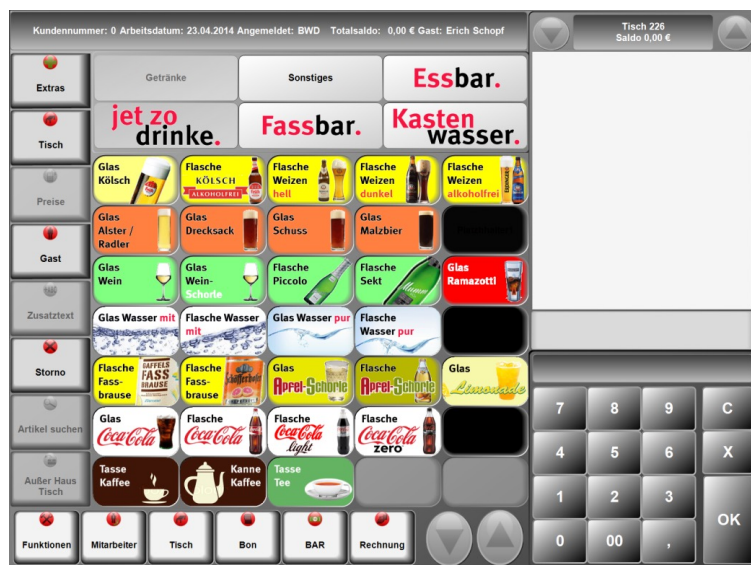 Kundennummer: 0 Arbeitsdatum: 23.04.2014 Angemeldet: BWD Totalsaldo: 0,00 € Gast: Erich Schopf
Tisch 226
Saldo 0,00 €
Extras
Tisch
Preise
Gast
Zusatztext
Storno
Artikel suchen
Außer Haus
Tisch
Getränke
Sonstiges
Essbar.
jet zo
drinke.
Fassbar.
Kasten
wasser.
Glas
Kölsch
Flasche
KÖLSCH
ALKOHOLFREI
Flasche
Weizen
hell
Flasche
Weizen
dunkel
Flasche
Weizen
alkoholfrei
Glas
Alster /
Radler
Glas
Drecksack
Glas
Schuss
Glas
Malzbier
Glas
Wein
Glas
Wein-
Schorle
Flasche
Piccolo
Flasche
Sekt
Glas
Ramazotti
Glas Wasser mit
Flasche Wasser
mit
Glas Wasser pur
Flasche
Wasser pur
Flasche
Fass-
brause
GAFFELS
FASS
BRAUSE
Flasche
Fass-
brause
Schöfferhofer
Glas
Apfel-Schorle
Flasche
Apfel-Schorle
Glas
Limonade
Glas
Coca Cola
Flasche
Coca Cola
Flasche
Coca Cola
light
Flasche
Coca Cola
zero
Tasse
Kaffee
Kanne
Kaffee
Tasse
Tee
Funktionen
Mitarbeiter
Tisch
Bon
BAR
Rechnung
7 8 9 C
4 5 6 X
1 2 3
OK
0 00 ,